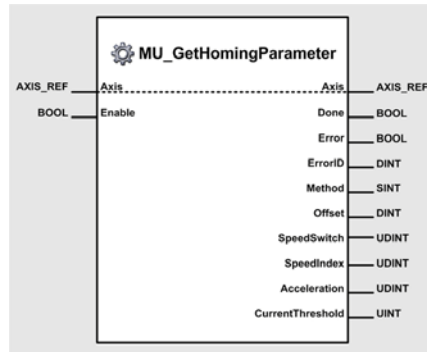 MU_GetHomingParameter
AXIS_REF Axis Axis AXIS_REF
BOOL Enable Done BOOL
Error BOOL
ErrorID DINT
Method SINT
Offset DINT
SpeedSwitch UDINT
SpeedIndex UDINT
Acceleration UDINT
CurrentThreshold UINT